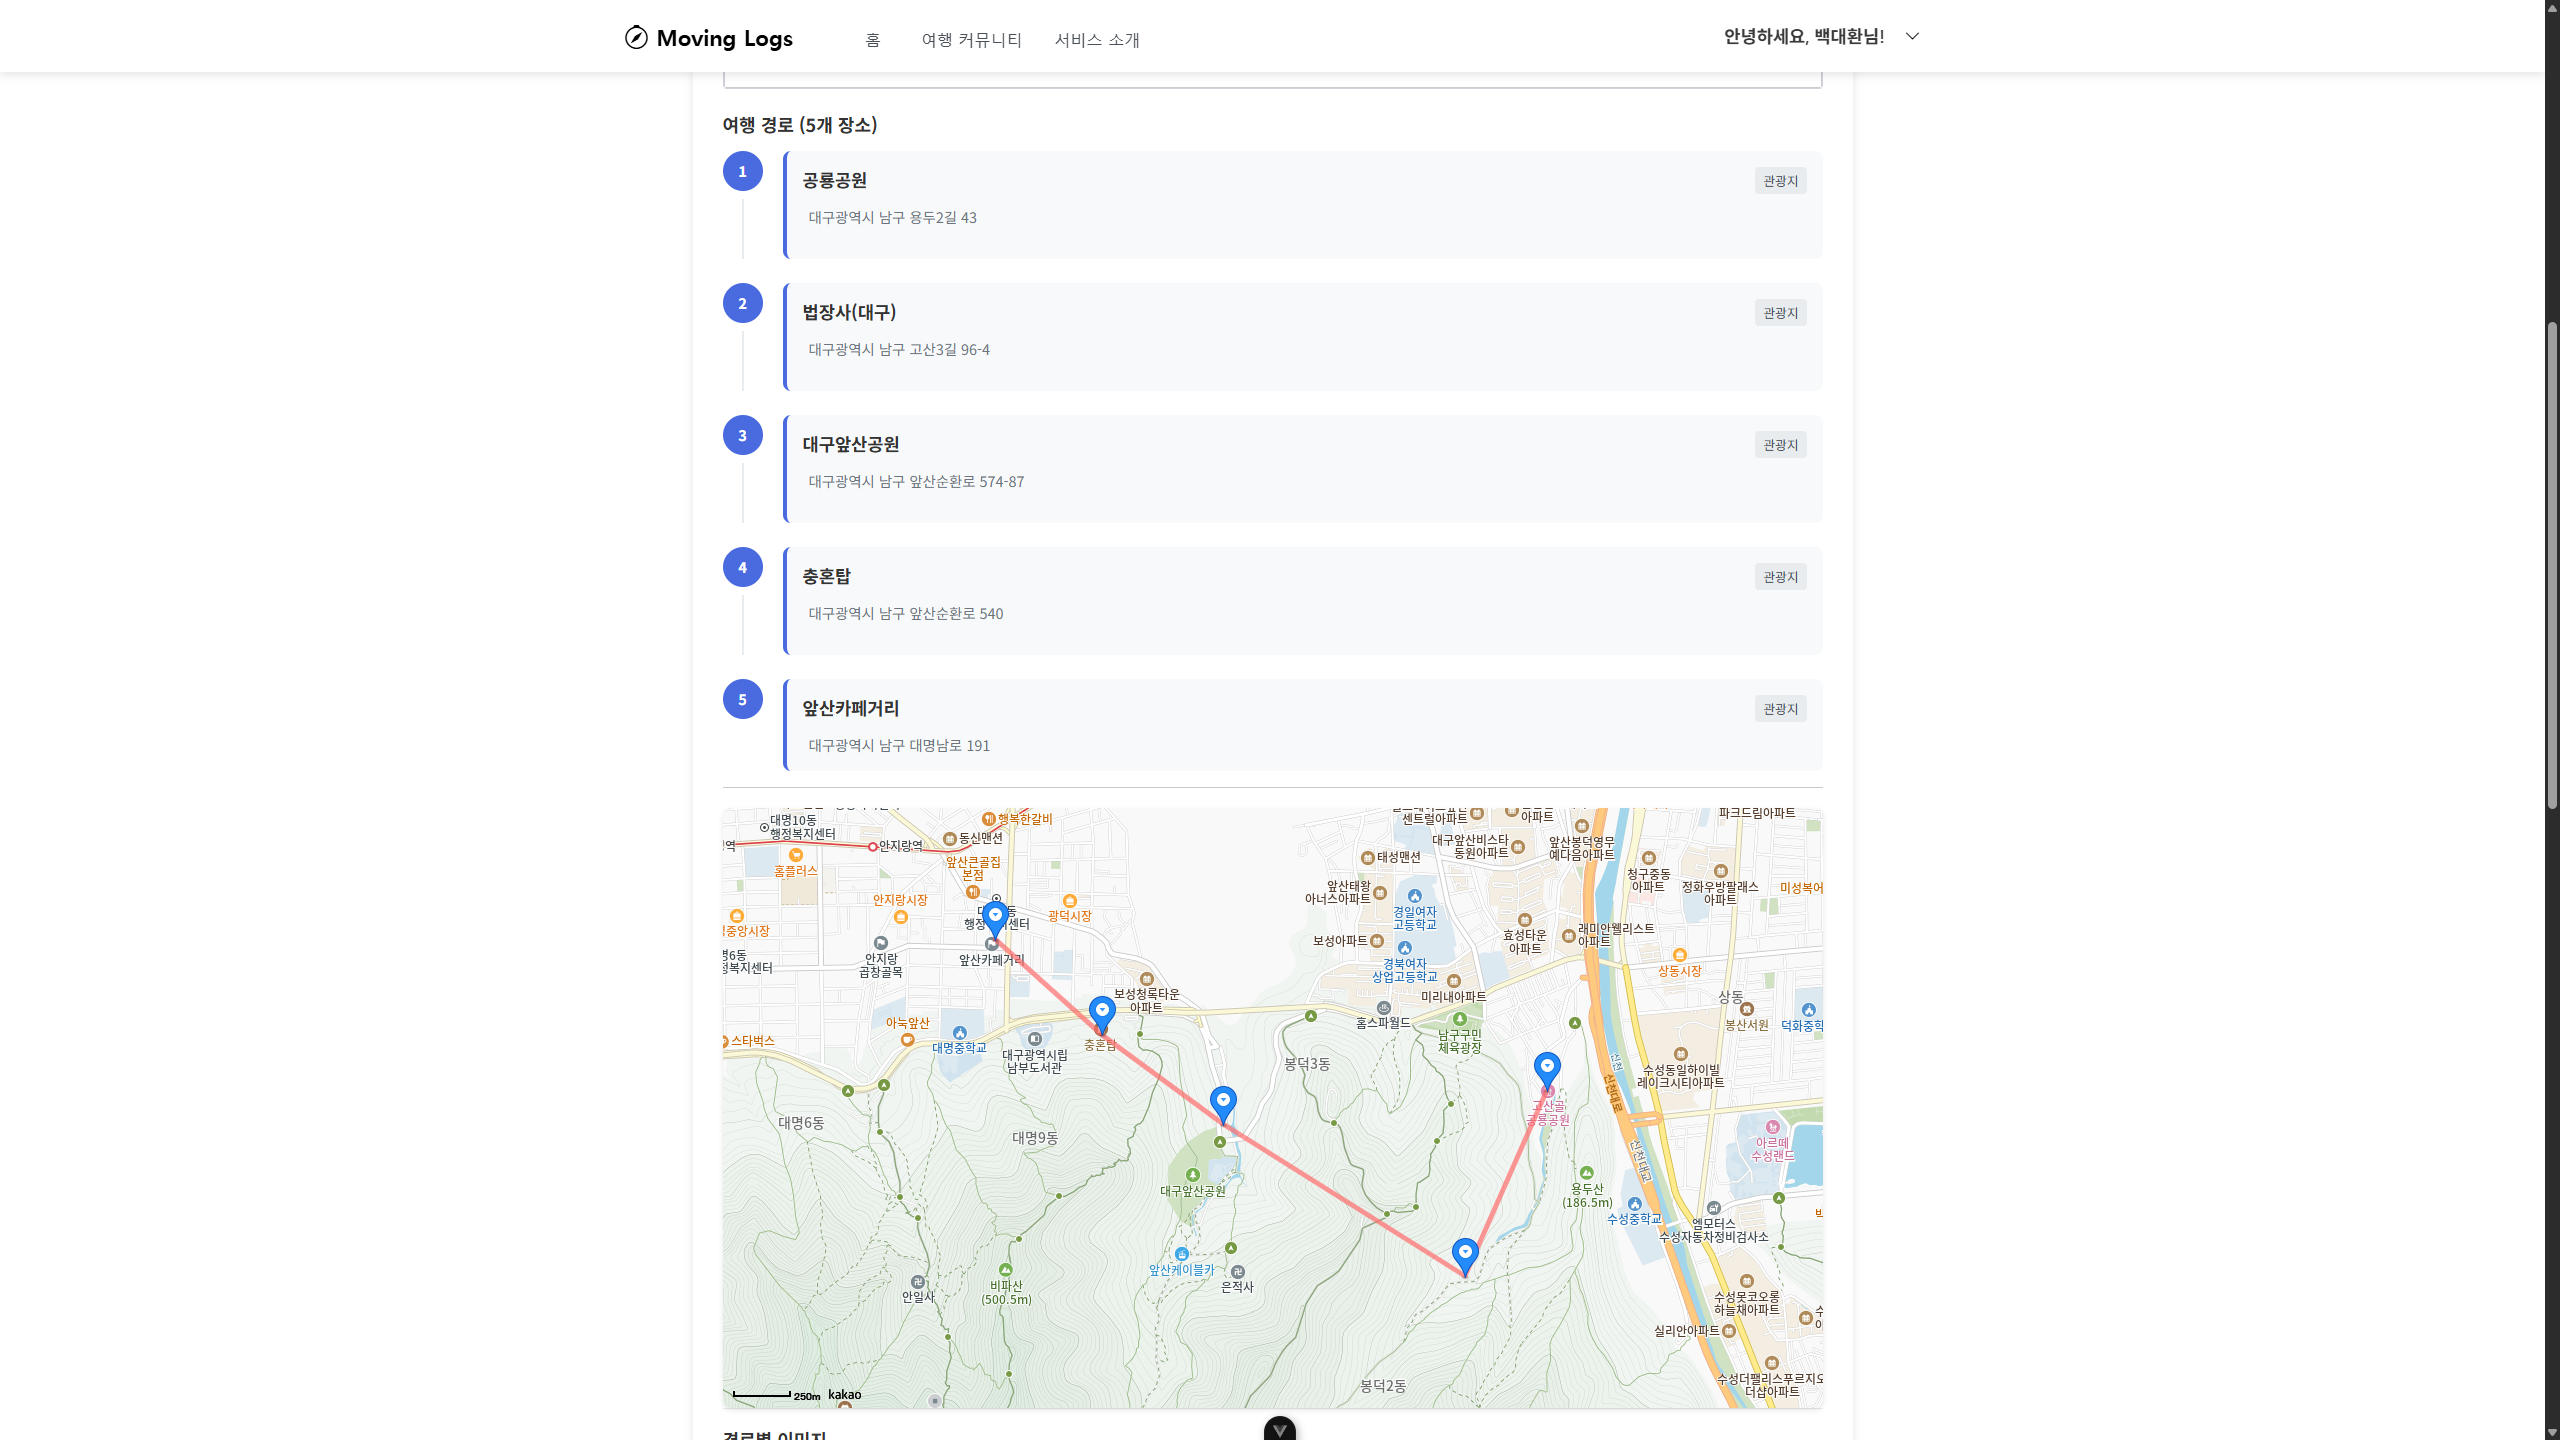 Moving Logs
홈
여행 커뮤니티
서비스 소개
안녕하세요, 백대환님!
여행 경로 (5개 장소)
1
공룡공원
관광지
대구광역시 남구 용두2길 43
2
법장사(대구)
관광지
대구광역시 남구 고산3길 96-4
3
대구앞산공원
관광지
대구광역시 남구 앞산순환로 574-87
4
충혼탑
관광지
대구광역시 남구 앞산순환로 540
5
앞산카페거리
관광지
대구광역시 남구 대명남로 191
대명10동
행정복지센터
안지랑역
동신맨션
행복한갈비
홈플러스
앞산큰골집
본점
안지랑시장
광덕시장
앞산카페거리
안지랑
곱창골목
보성청록타운
아파트
아눅앞산
스타벅스
대명중학교
대구광역시립
남부도서관
충혼탑
대명6동
대명9동
대구앞산공원
앞산케이블카
은적사
비파산
(500.5m)
안일사
센트럴아파트
아파트
파크드림아파트
태성맨션
대구앞산비스타
동원아파트
앞산봉덕영무
예다음아파트
청구중동
아파트
정화우방팔래스
아파트
앞산태왕
아너스아파트
경일여자
고등학교
보성아파트
경북여자
상업고등학교
효성타운
아파트
래미안웰리스트
아파트
미리내아파트
상동시장
상동
봉산서원
홈스파월드
남구구민
체육광장
봉덕3동
수성동일하이빌
레이크시티아파트
신천
신천대로
고산골
공룡공원
아르떼
수성랜드
신천대교
용두산
(186.5m)
수성중학교
엠모터스
수성자동차정비검사소
수성못코오롱
하늘채아파트
실리안아파트
수성더팰리스푸르지오
더샵아파트
봉덕2동
250m
kakao
경로별 이미지